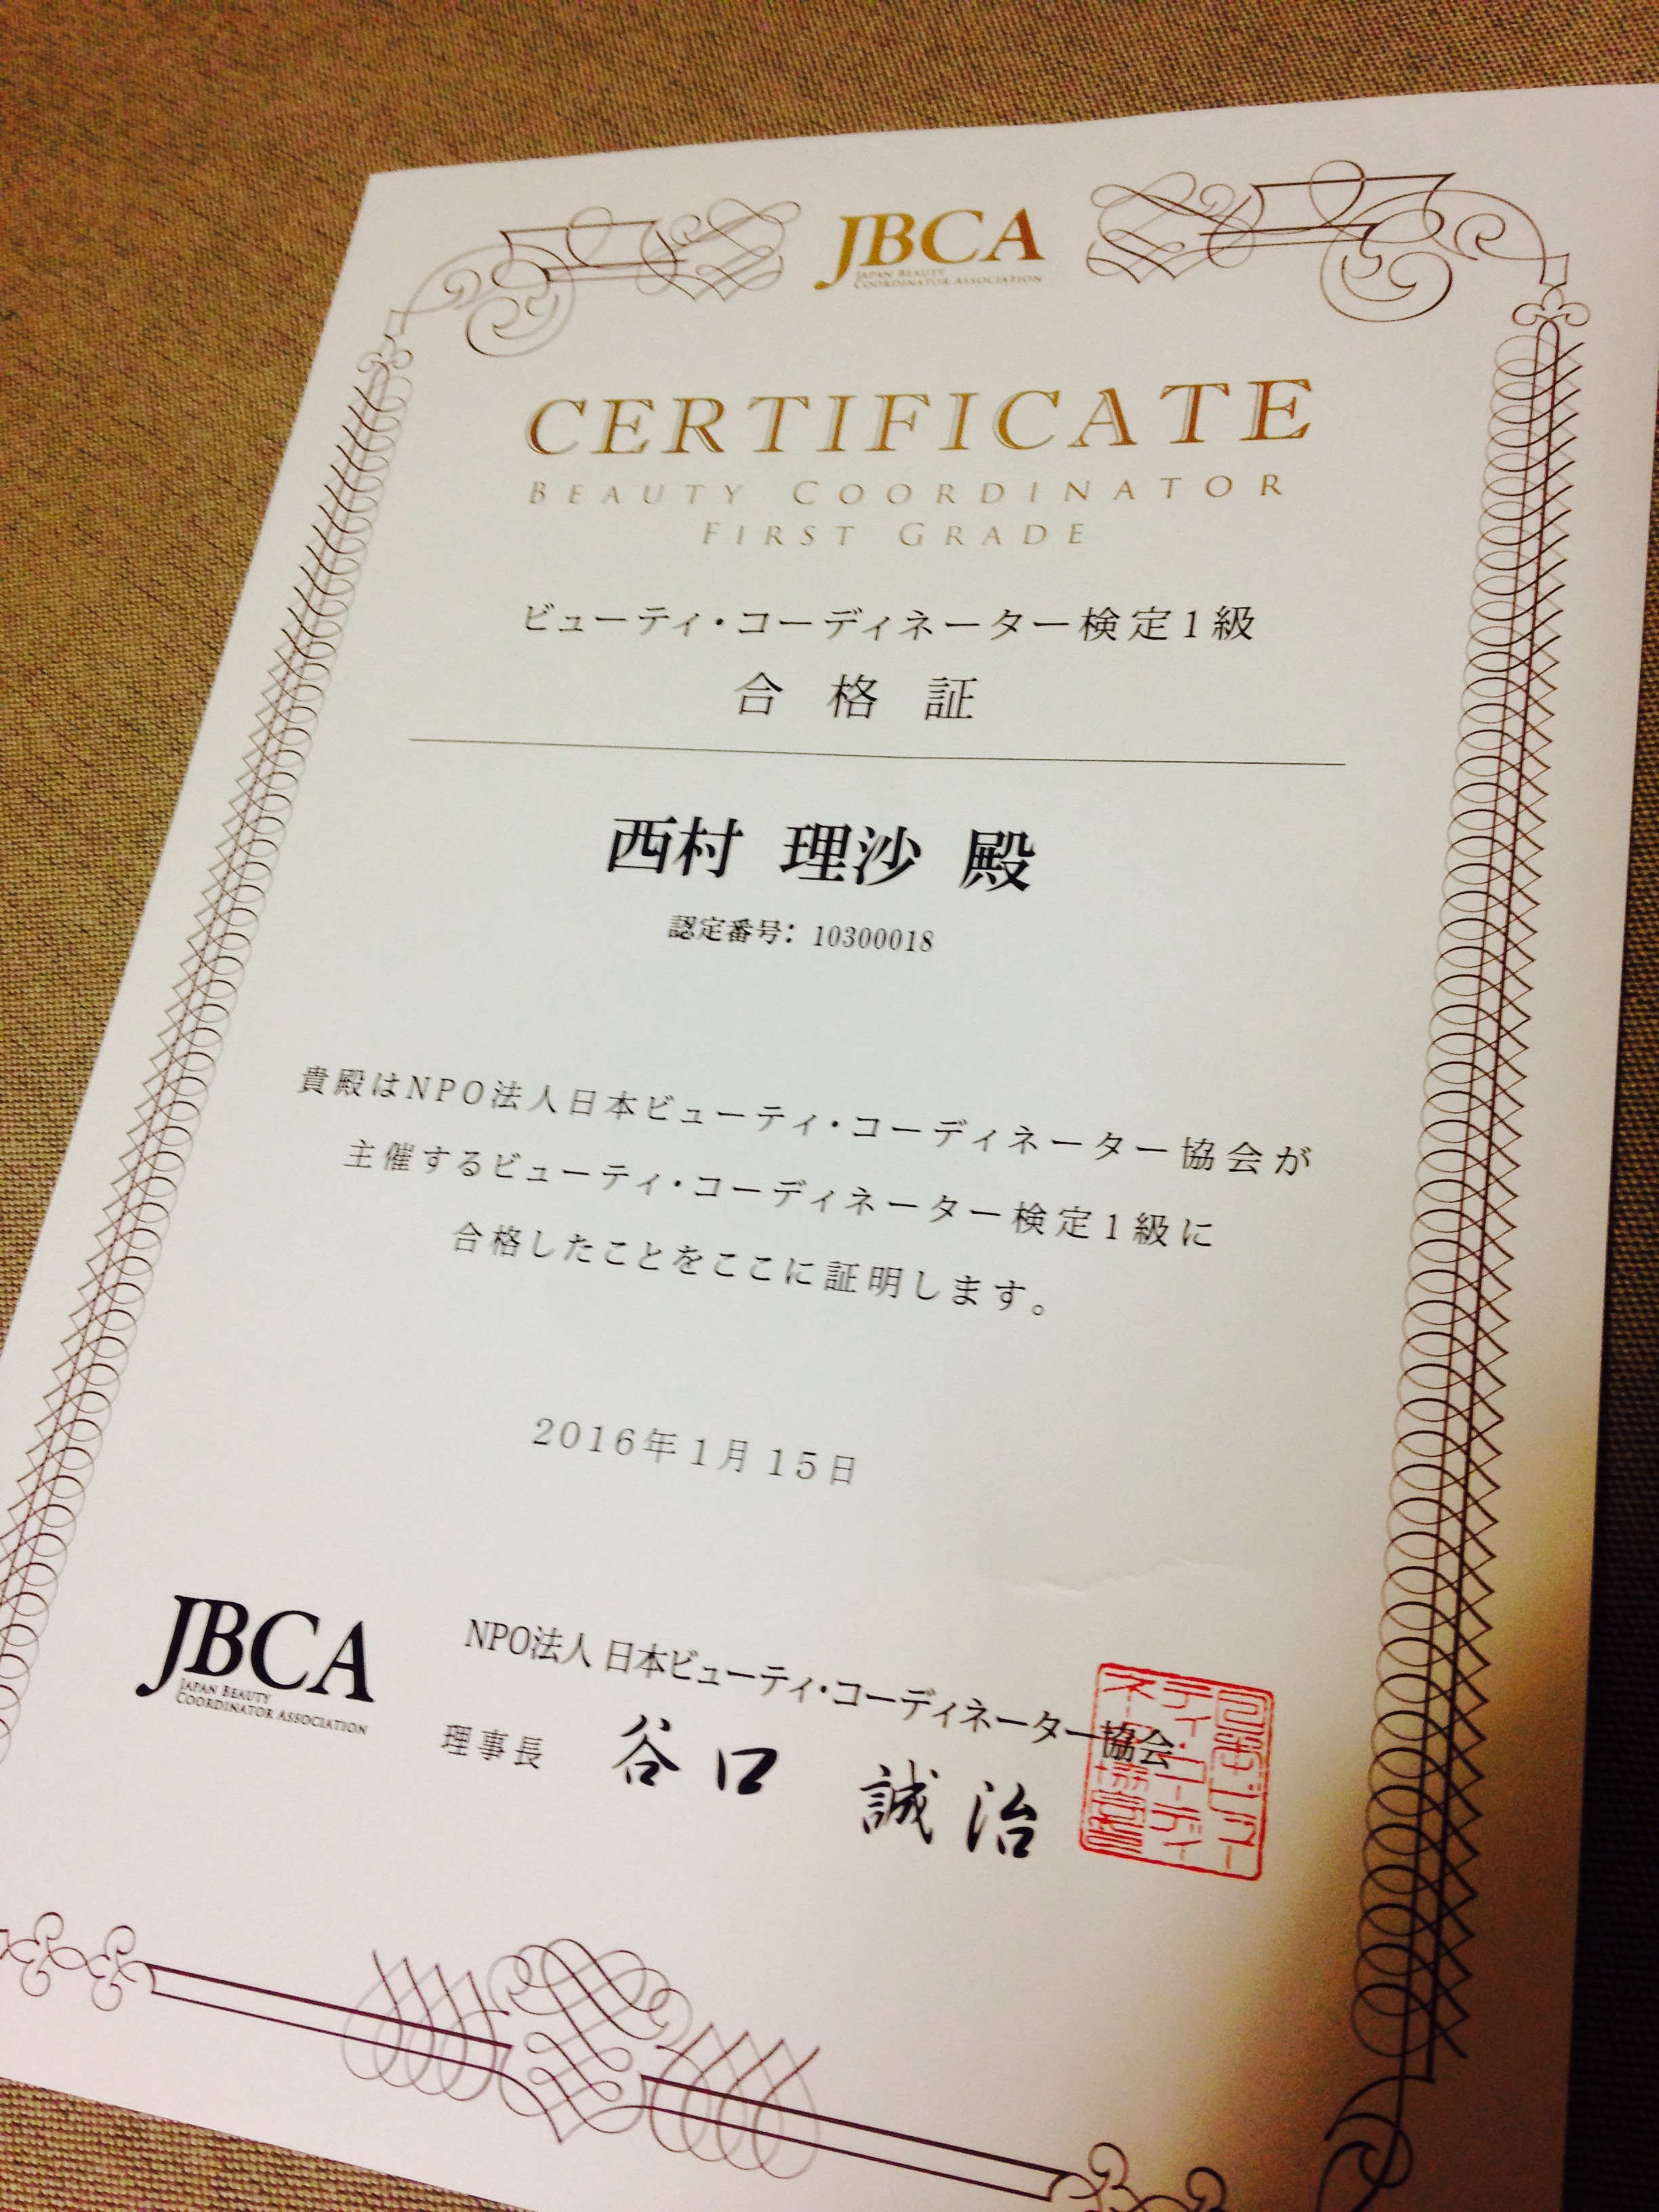 JBCA
JAPAN BEAUTY
COORDINATOR ASSOCIATION
CERTIFICATE
BEAUTY COORDINATOR
FIRST GRADE
ビューティ・コーディネーター検定1級
合格証
西村 理沙 殿
認定番号：10300018
貴殿はNPO法人日本ビューティ・コーディネーター協会が
主催するビューティ・コーディネーター検定1級に
合格したことをここに証明します。
2016年1月15日
JBCA
JAPAN BEAUTY
COORDINATOR ASSOCIATION
NPO法人 日本ビューティ・コーディネーター協会
理事長 谷口 誠治